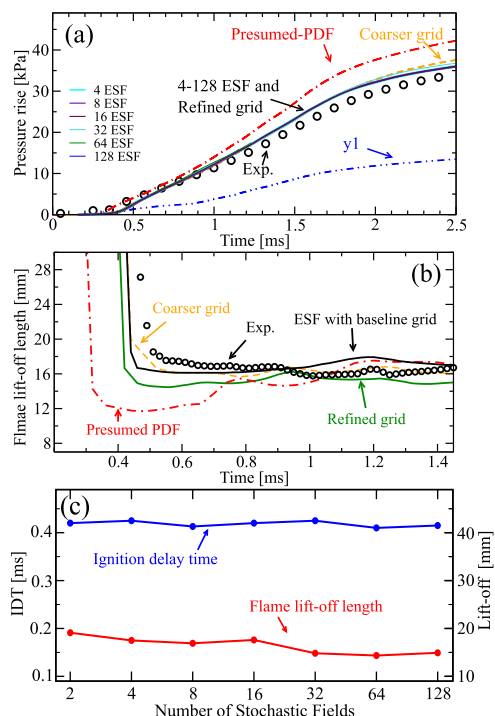 (a)
Presumed-PDF
Coarser grid
40
30
20
10
0
Pressure rise [kPa]
4 ESF
8 ESF
16 ESF
32 ESF
64 ESF
128 ESF
4-128 ESF and
Refined grid
Exp.
y1
0 0.5 1 1.5 2 2.5
Time [ms]
(b)
28
24
20
16
12
8
Flmae lift-off length [mm]
Coarser grid
Exp.
ESF with baseline grid
Presumed PDF
Refined grid
0.4 0.6 0.8 1 1.2 1.4
Time [ms]
(c)
0.4
0.3
0.2
0.1
IDT [ms]
40
30
20
10
Lift-off [mm]
Ignition delay time
Flame lift-off length
2 4 8 16 32 64 128
Number of Stochastic Fields